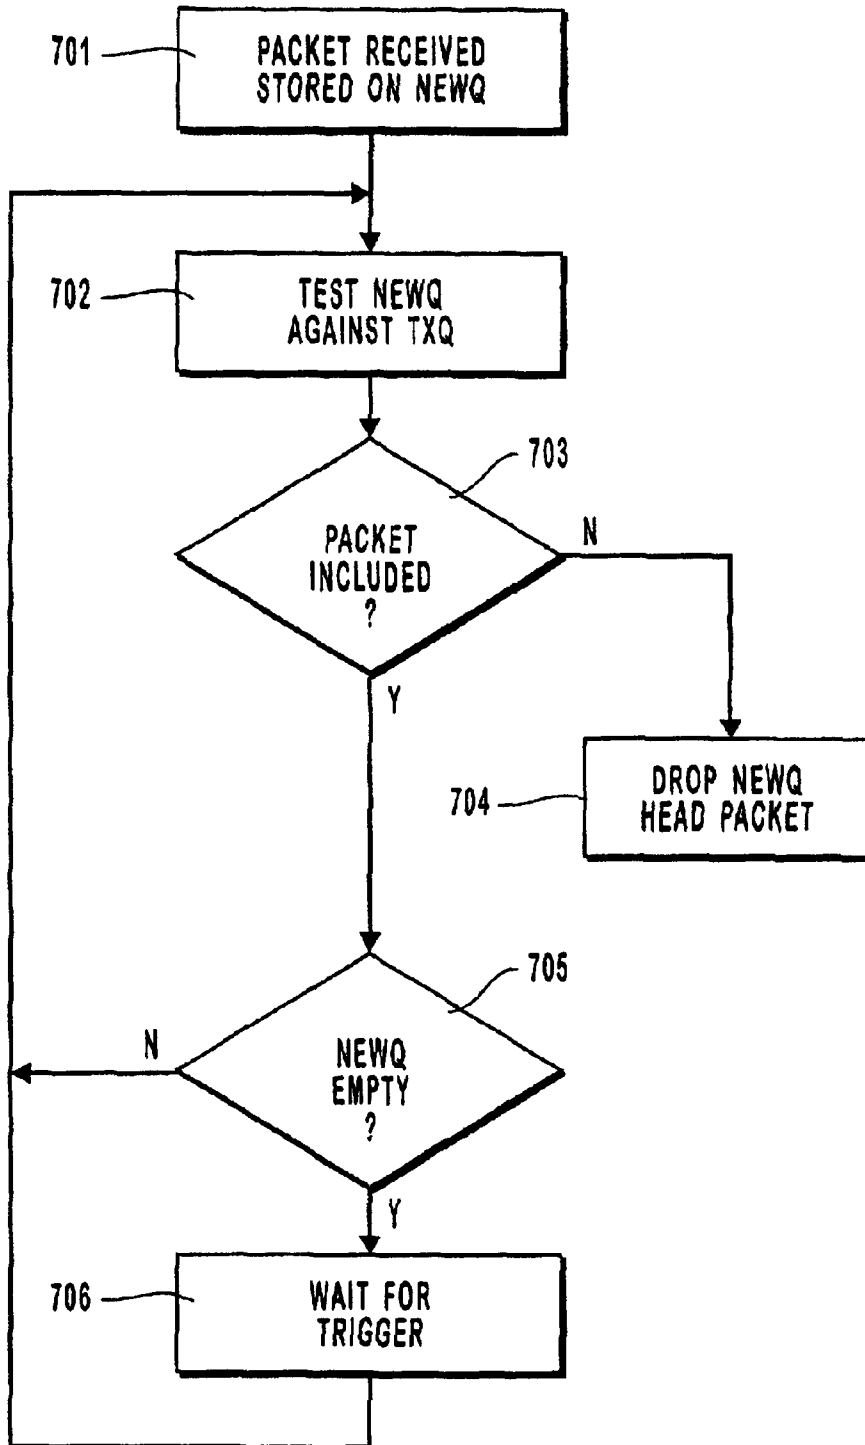 701
PACKET RECEIVED
STORED ON NEWQ
702
TEST NEWQ
AGAINST TXQ
703
PACKET
INCLUDED
?
N
Y
704
DROP NEWQ
HEAD PACKET
705
N
NEWQ
EMPTY
?
Y
706
WAIT FOR
TRIGGER